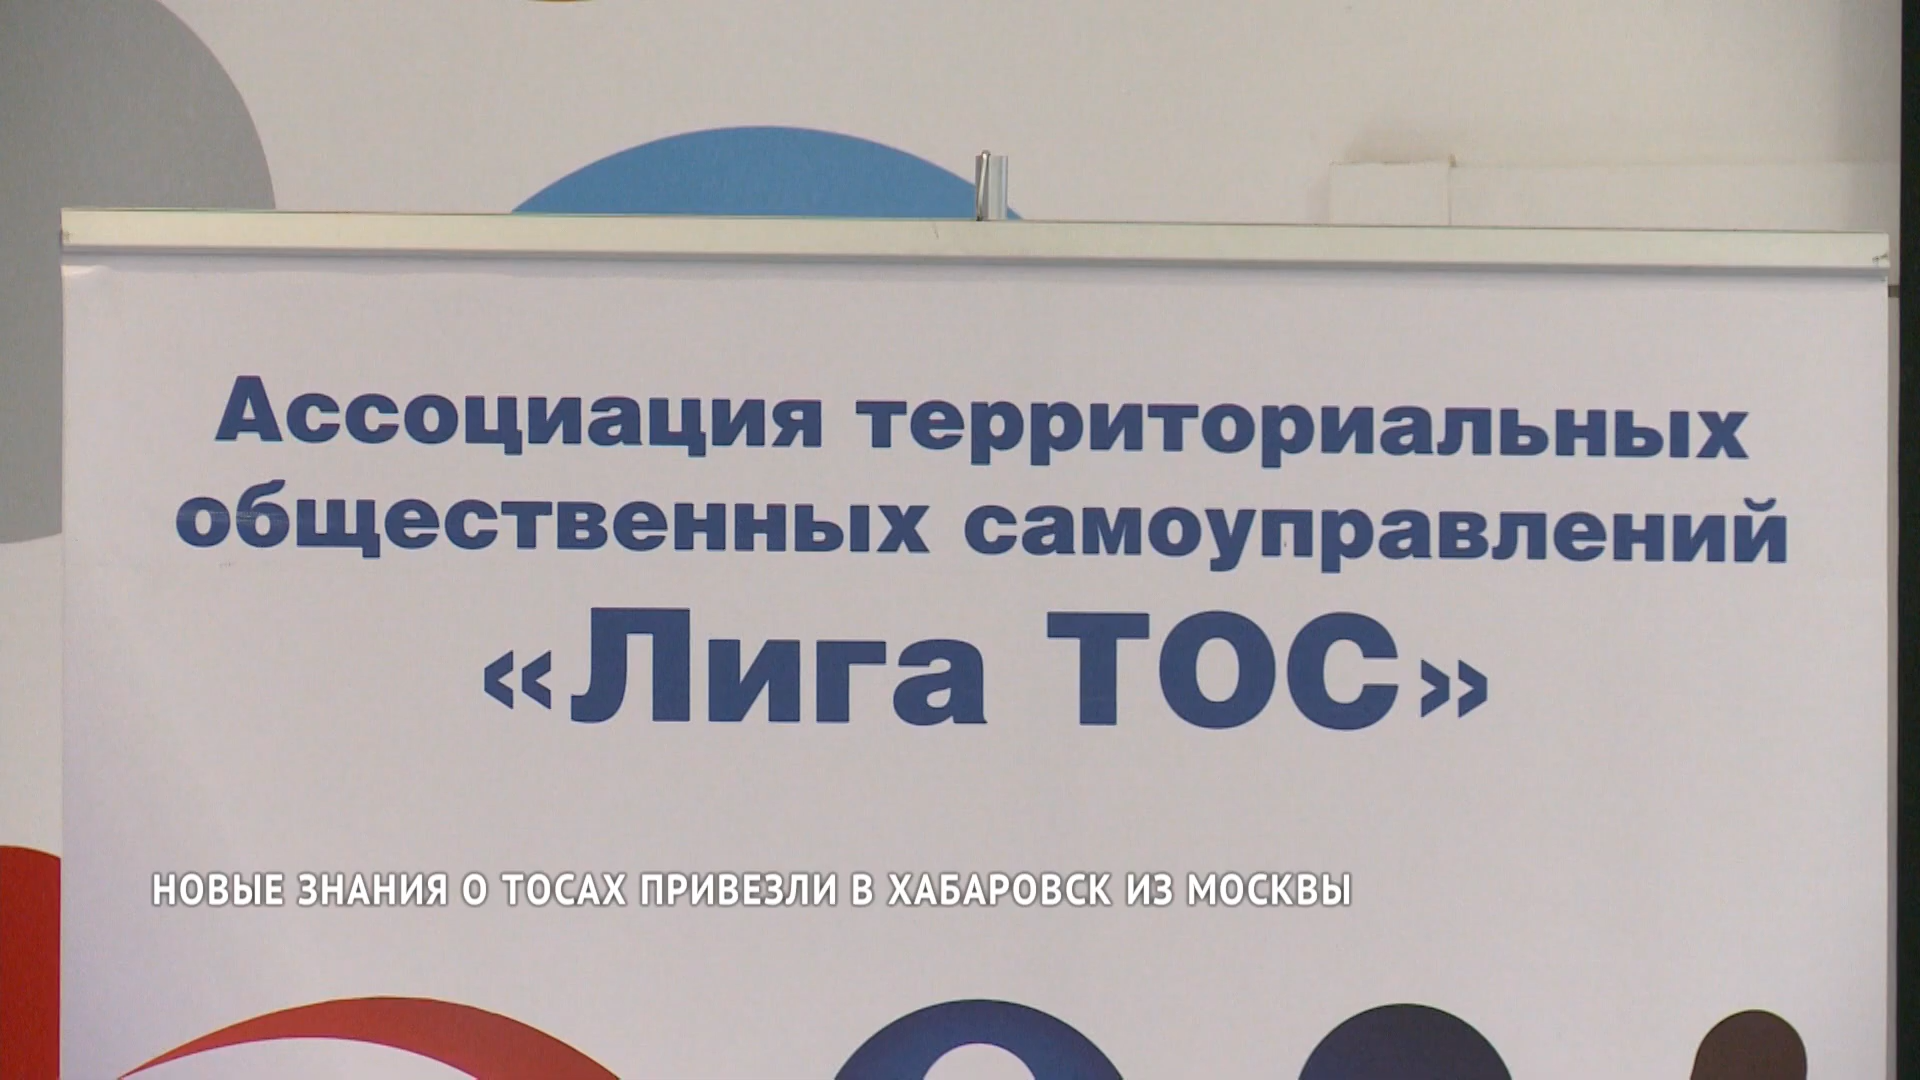 Ассоциация территориальных
общественных самоуправлений
«Лига ТОС»
НОВЫЕ ЗНАНИЯ О ТОСАХ ПРИВЕЗЛИ В ХАБАРОВСК ИЗ МОСКВЫ